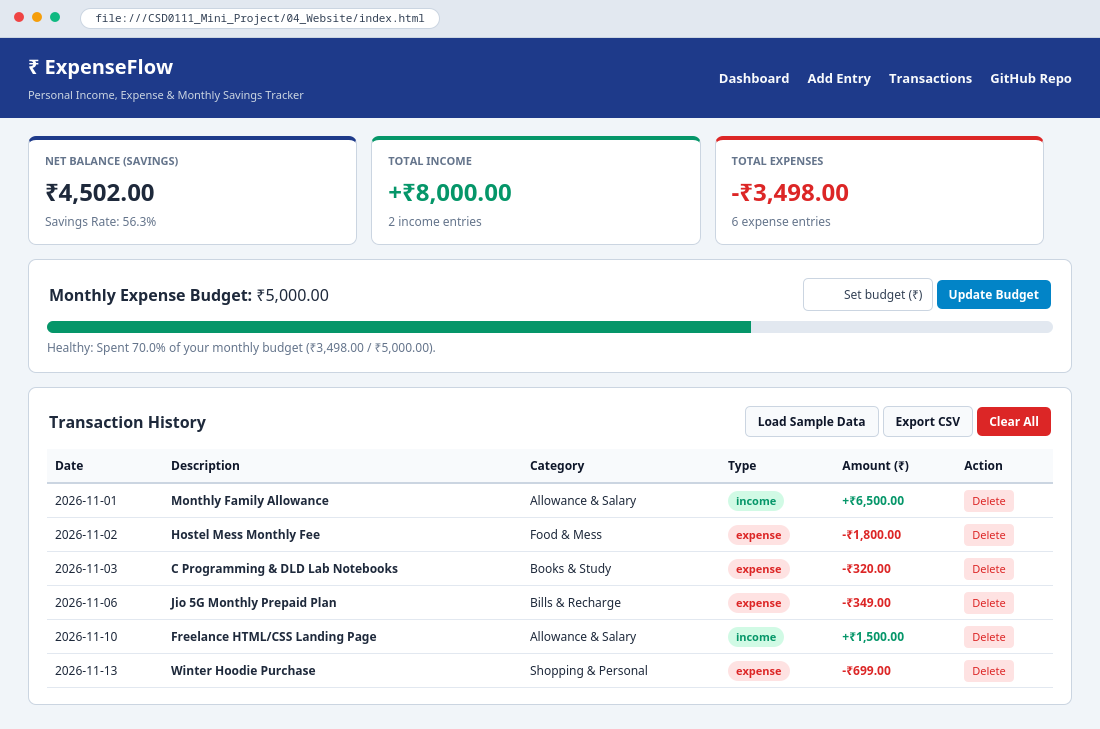 file:///CSD0111_Mini_Project/04_Website/index.html
₹ ExpenseFlow
Personal Income, Expense & Monthly Savings Tracker
Dashboard Add Entry Transactions GitHub Repo
NET BALANCE (SAVINGS)
₹4,502.00
Savings Rate: 56.3%
TOTAL INCOME
+₹8,000.00
2 income entries
TOTAL EXPENSES
-₹3,498.00
6 expense entries
Monthly Expense Budget: ₹5,000.00
Set budget (₹) Update Budget
Healthy: Spent 70.0% of your monthly budget (₹3,498.00 / ₹5,000.00).
Transaction History
Load Sample Data Export CSV Clear All
Date Description Category Type Amount (₹) Action
2026-11-01 Monthly Family Allowance Allowance & Salary income +₹6,500.00 Delete
2026-11-02 Hostel Mess Monthly Fee Food & Mess expense -₹1,800.00 Delete
2026-11-03 C Programming & DLD Lab Notebooks Books & Study expense -₹320.00 Delete
2026-11-06 Jio 5G Monthly Prepaid Plan Bills & Recharge expense -₹349.00 Delete
2026-11-10 Freelance HTML/CSS Landing Page Allowance & Salary income +₹1,500.00 Delete
2026-11-13 Winter Hoodie Purchase Shopping & Personal expense -₹699.00 Delete